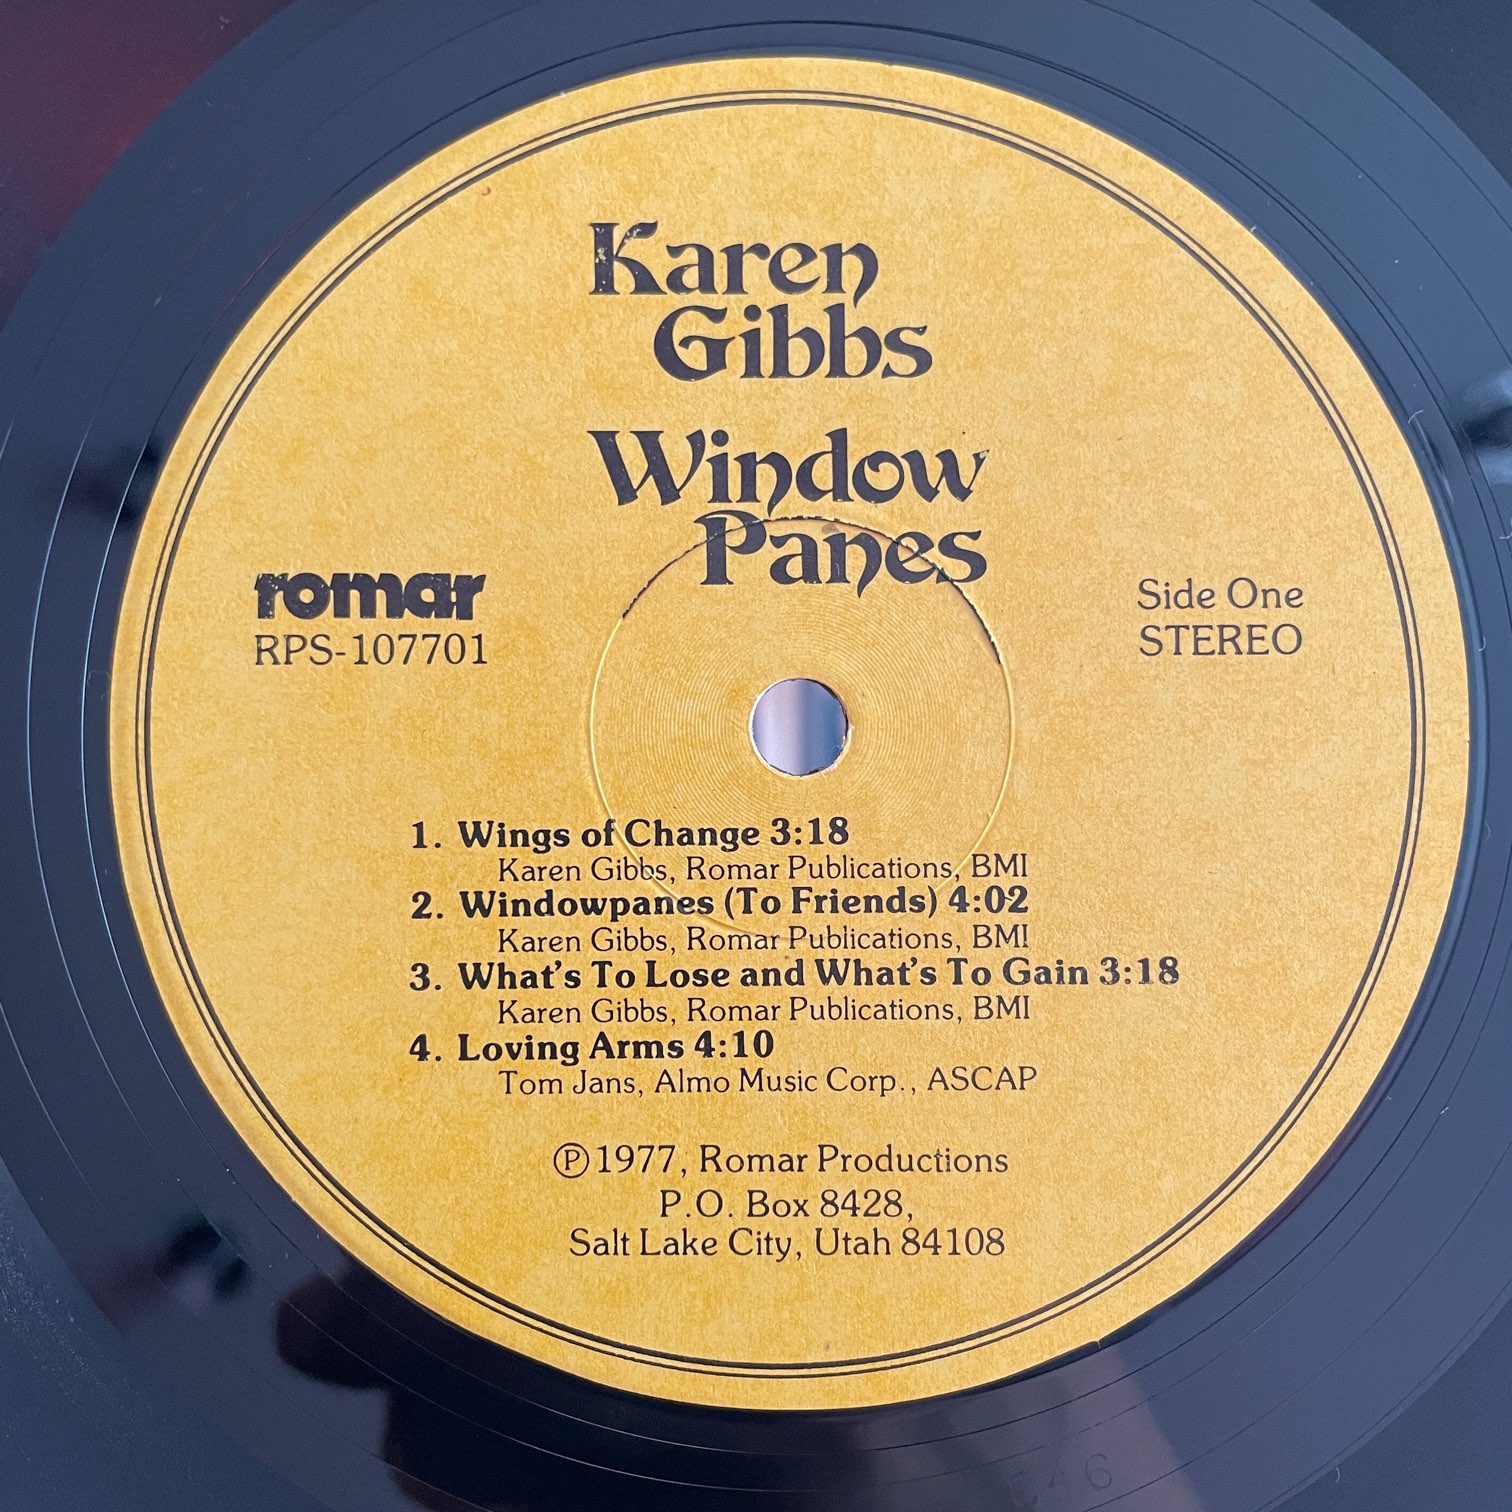 Karen
Gibbs
Window
Panes
romar
RPS-107701
Side One
STEREO
1. Wings of Change 3:18
Karen Gibbs, Romar Publications, BMI
2. Windowpanes (To Friends) 4:02
Karen Gibbs, Romar Publications, BMI
3. What's To Lose and What's To Gain 3:18
Karen Gibbs, Romar Publications, BMI
4. Loving Arms 4:10
Tom Jans, Almo Music Corp., ASCAP
Ⓟ1977, Romar Productions
P.O. Box 8428,
Salt Lake City, Utah 84108